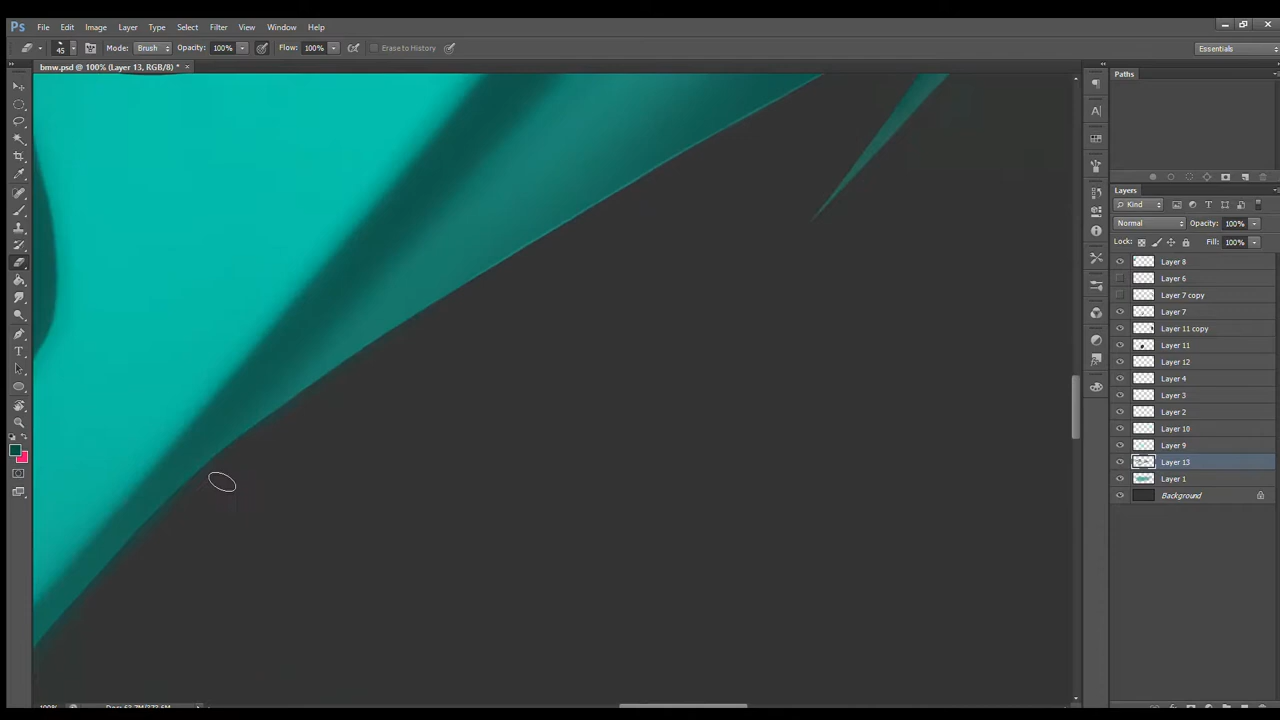 Ps File Edit Image Layer Type Select Filter View Window Help
45 Mode: Brush Opacity: 100% Flow: 100% Erase to History Essentials
bmw.psd @ 100% (Layer 13, RGB/8) * ×
Paths
Layers
Kind
Normal Opacity: 100%
Lock: Fill: 100%
Layer 8
Layer 6
Layer 7 copy
Layer 7
Layer 11 copy
Layer 11
Layer 12
Layer 4
Layer 3
Layer 2
Layer 10
Layer 9
Layer 13
Layer 1
Background